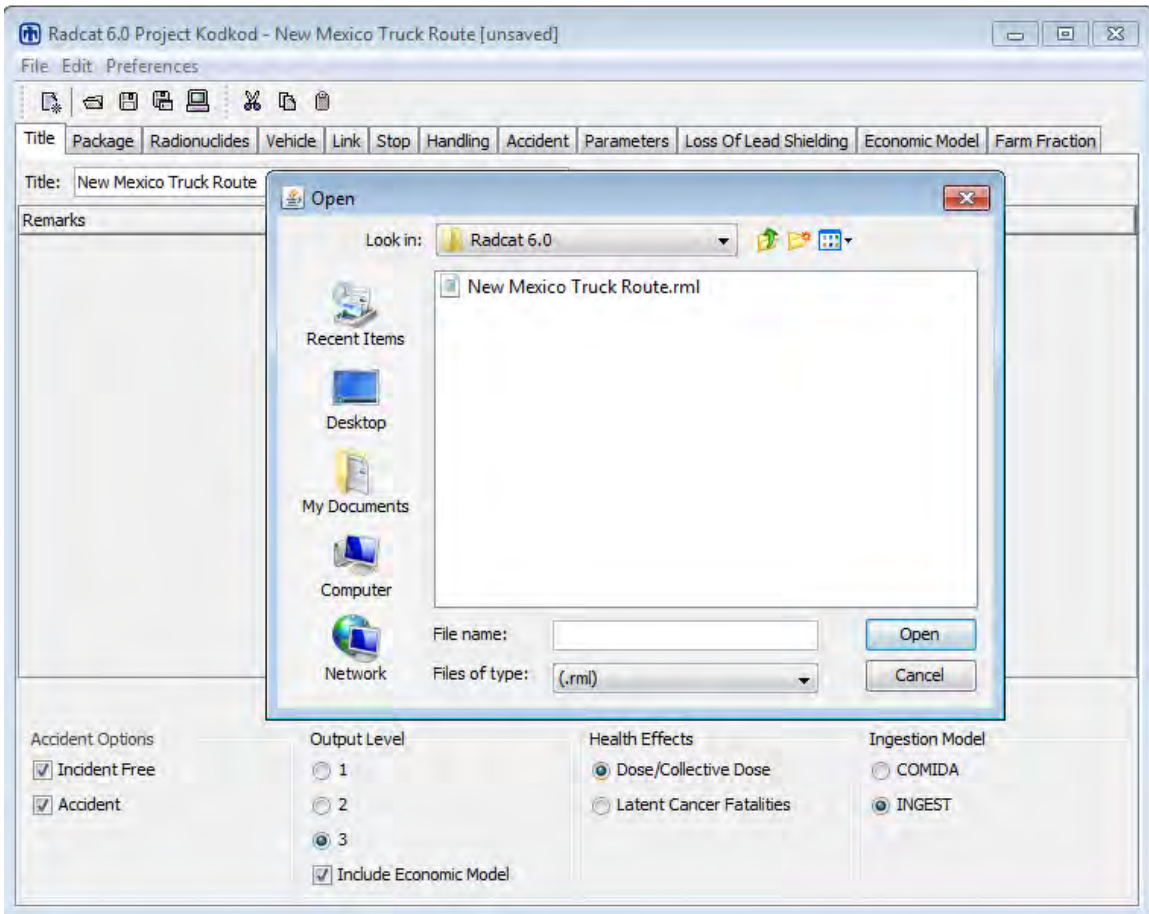 Radcat 6.0 Project Kodkod - New Mexico Truck Route [unsaved]
File Edit Preferences
Title Package Radionuclides Vehicle Link Stop Handling Accident Parameters Loss Of Lead Shielding Economic Model Farm Fraction
Title: New Mexico Truck Route
Remarks
Open
Look in: Radcat 6.0
New Mexico Truck Route.rml
Recent Items
Desktop
My Documents
Computer
Network
File name:
Open
Files of type: (.rml)
Cancel
Accident Options Output Level Health Effects Ingestion Model
Incident Free 1 Dose/Collective Dose COMIDA
Accident 2 Latent Cancer Fatalities INGEST
3
Include Economic Model